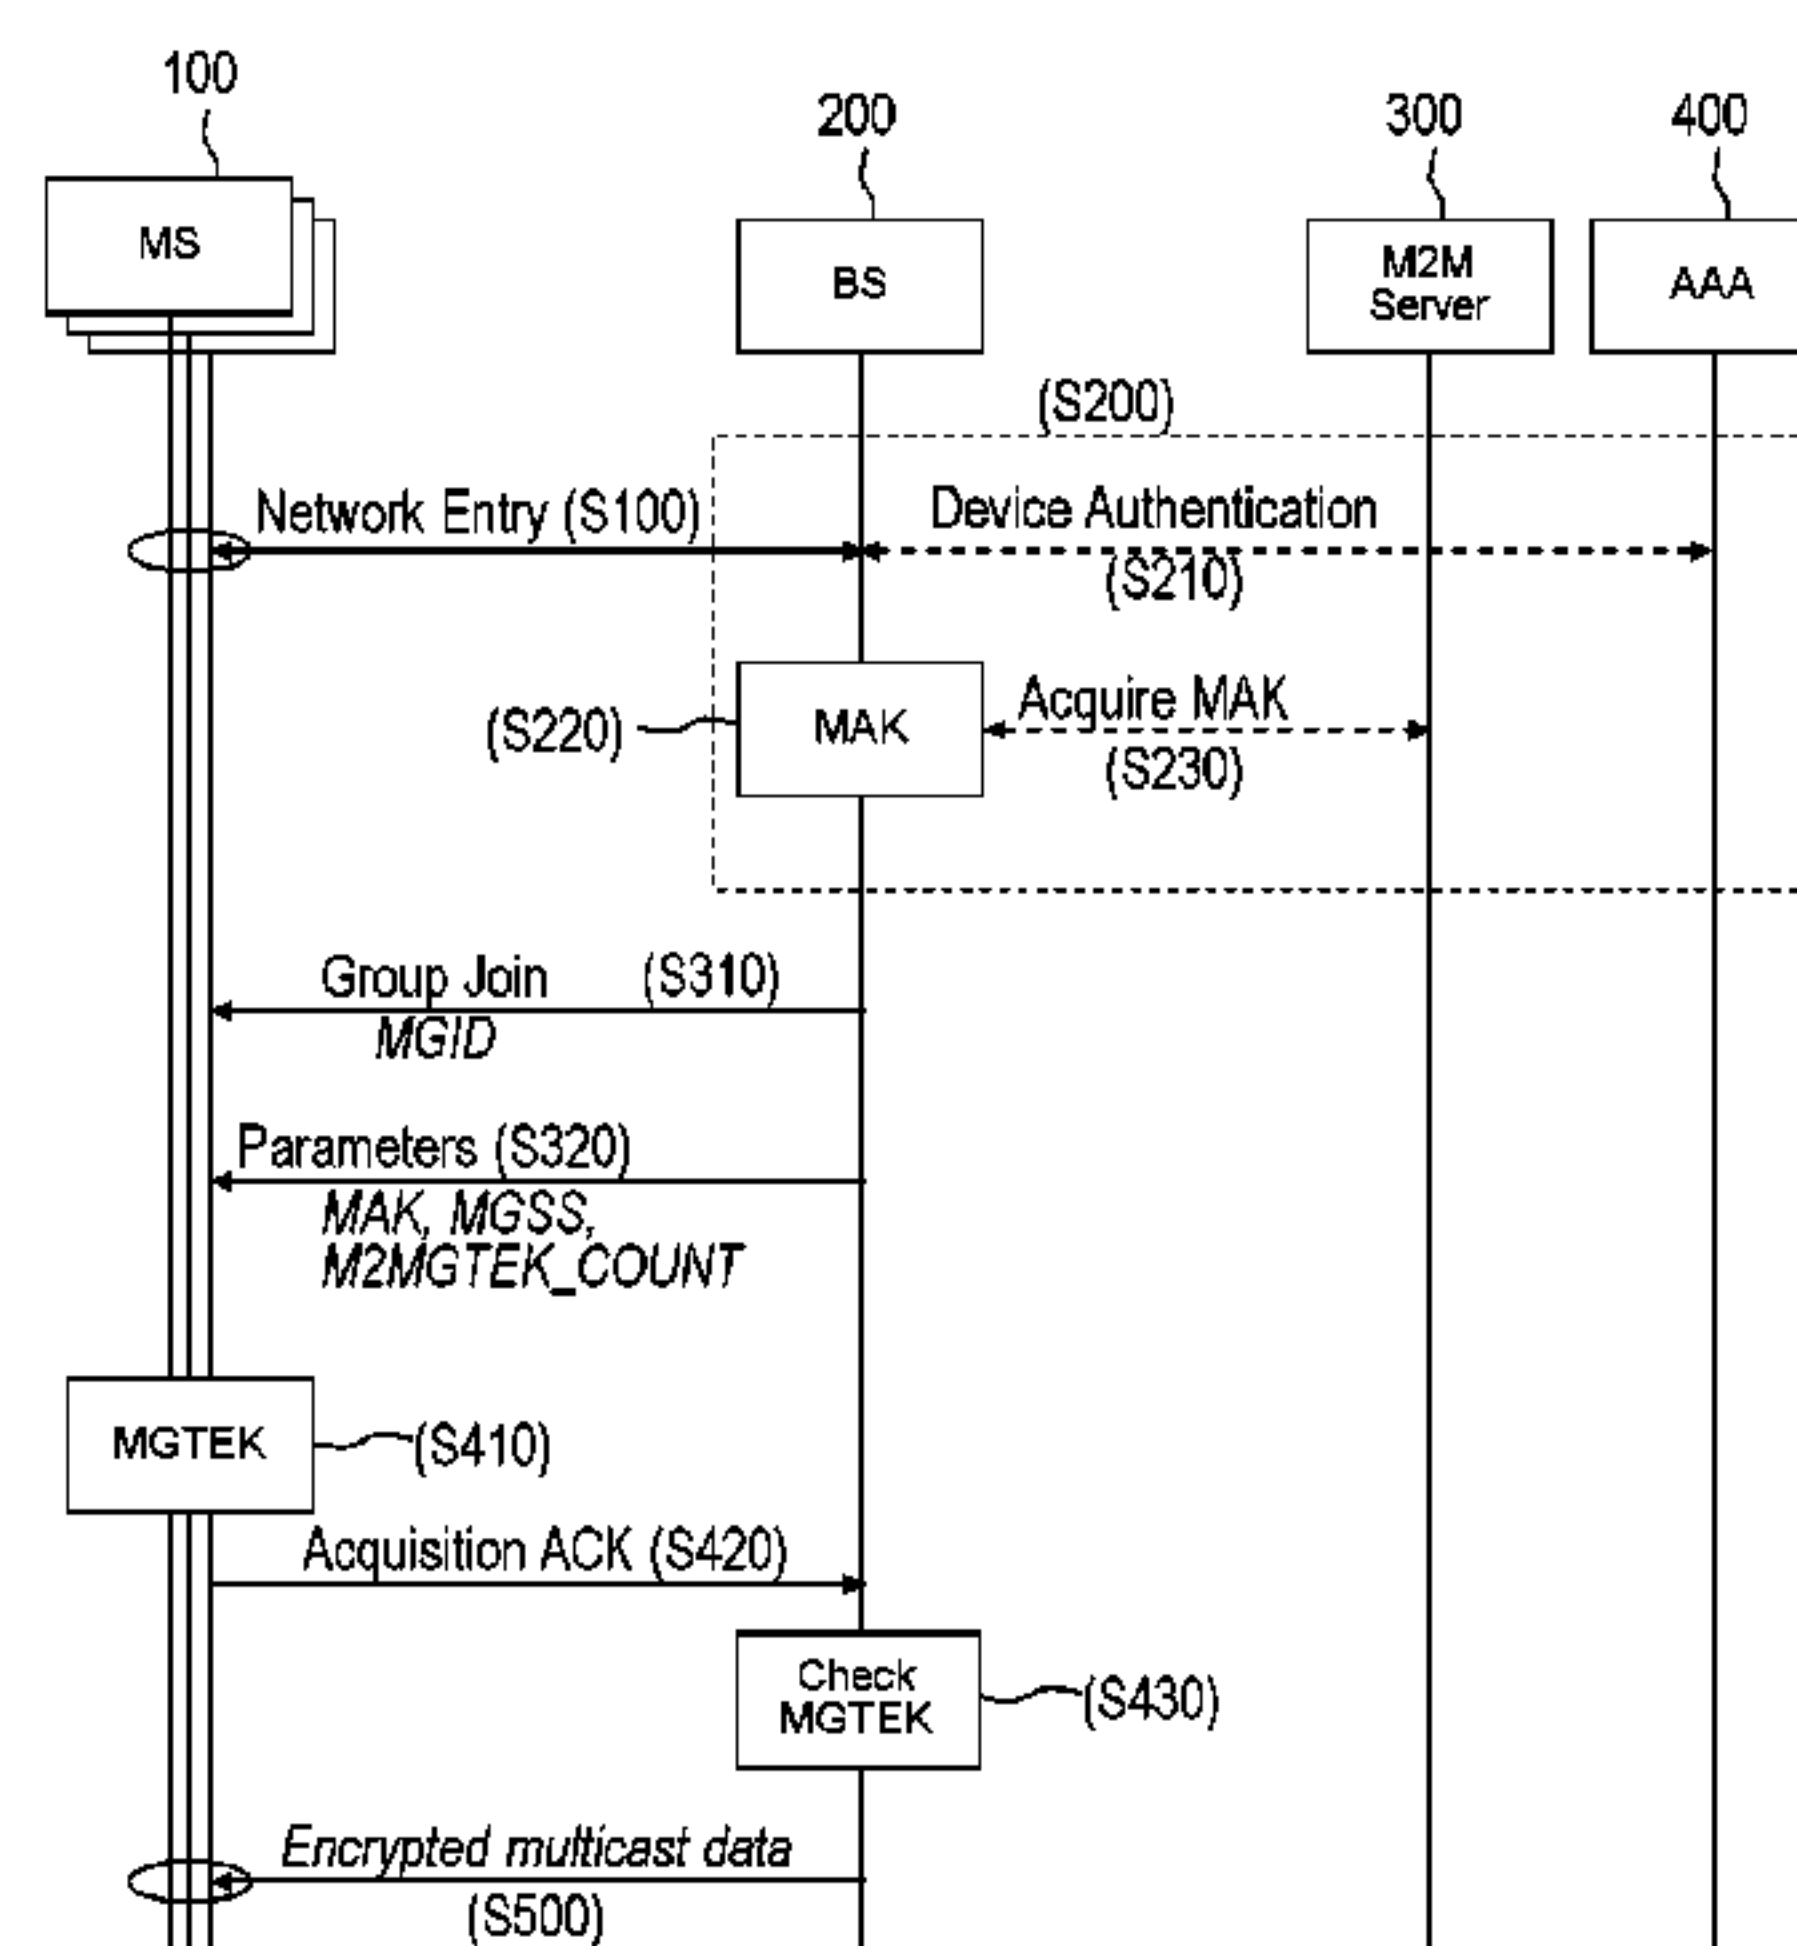 100
200
300
400
MS
BS
M2M
Server
AAA
(S200)
Network Entry (S100)
Device Authentication
(S210)
(S220)
MAK
Acquire MAK
(S230)
Group Join (S310)
MGID
Parameters (S320)
MAK, MGSS,
M2MGTEK_COUNT
MGTEK
(S410)
Acquisition ACK (S420)
Check
MGTEK
(S430)
Encrypted multicast data
(S500)